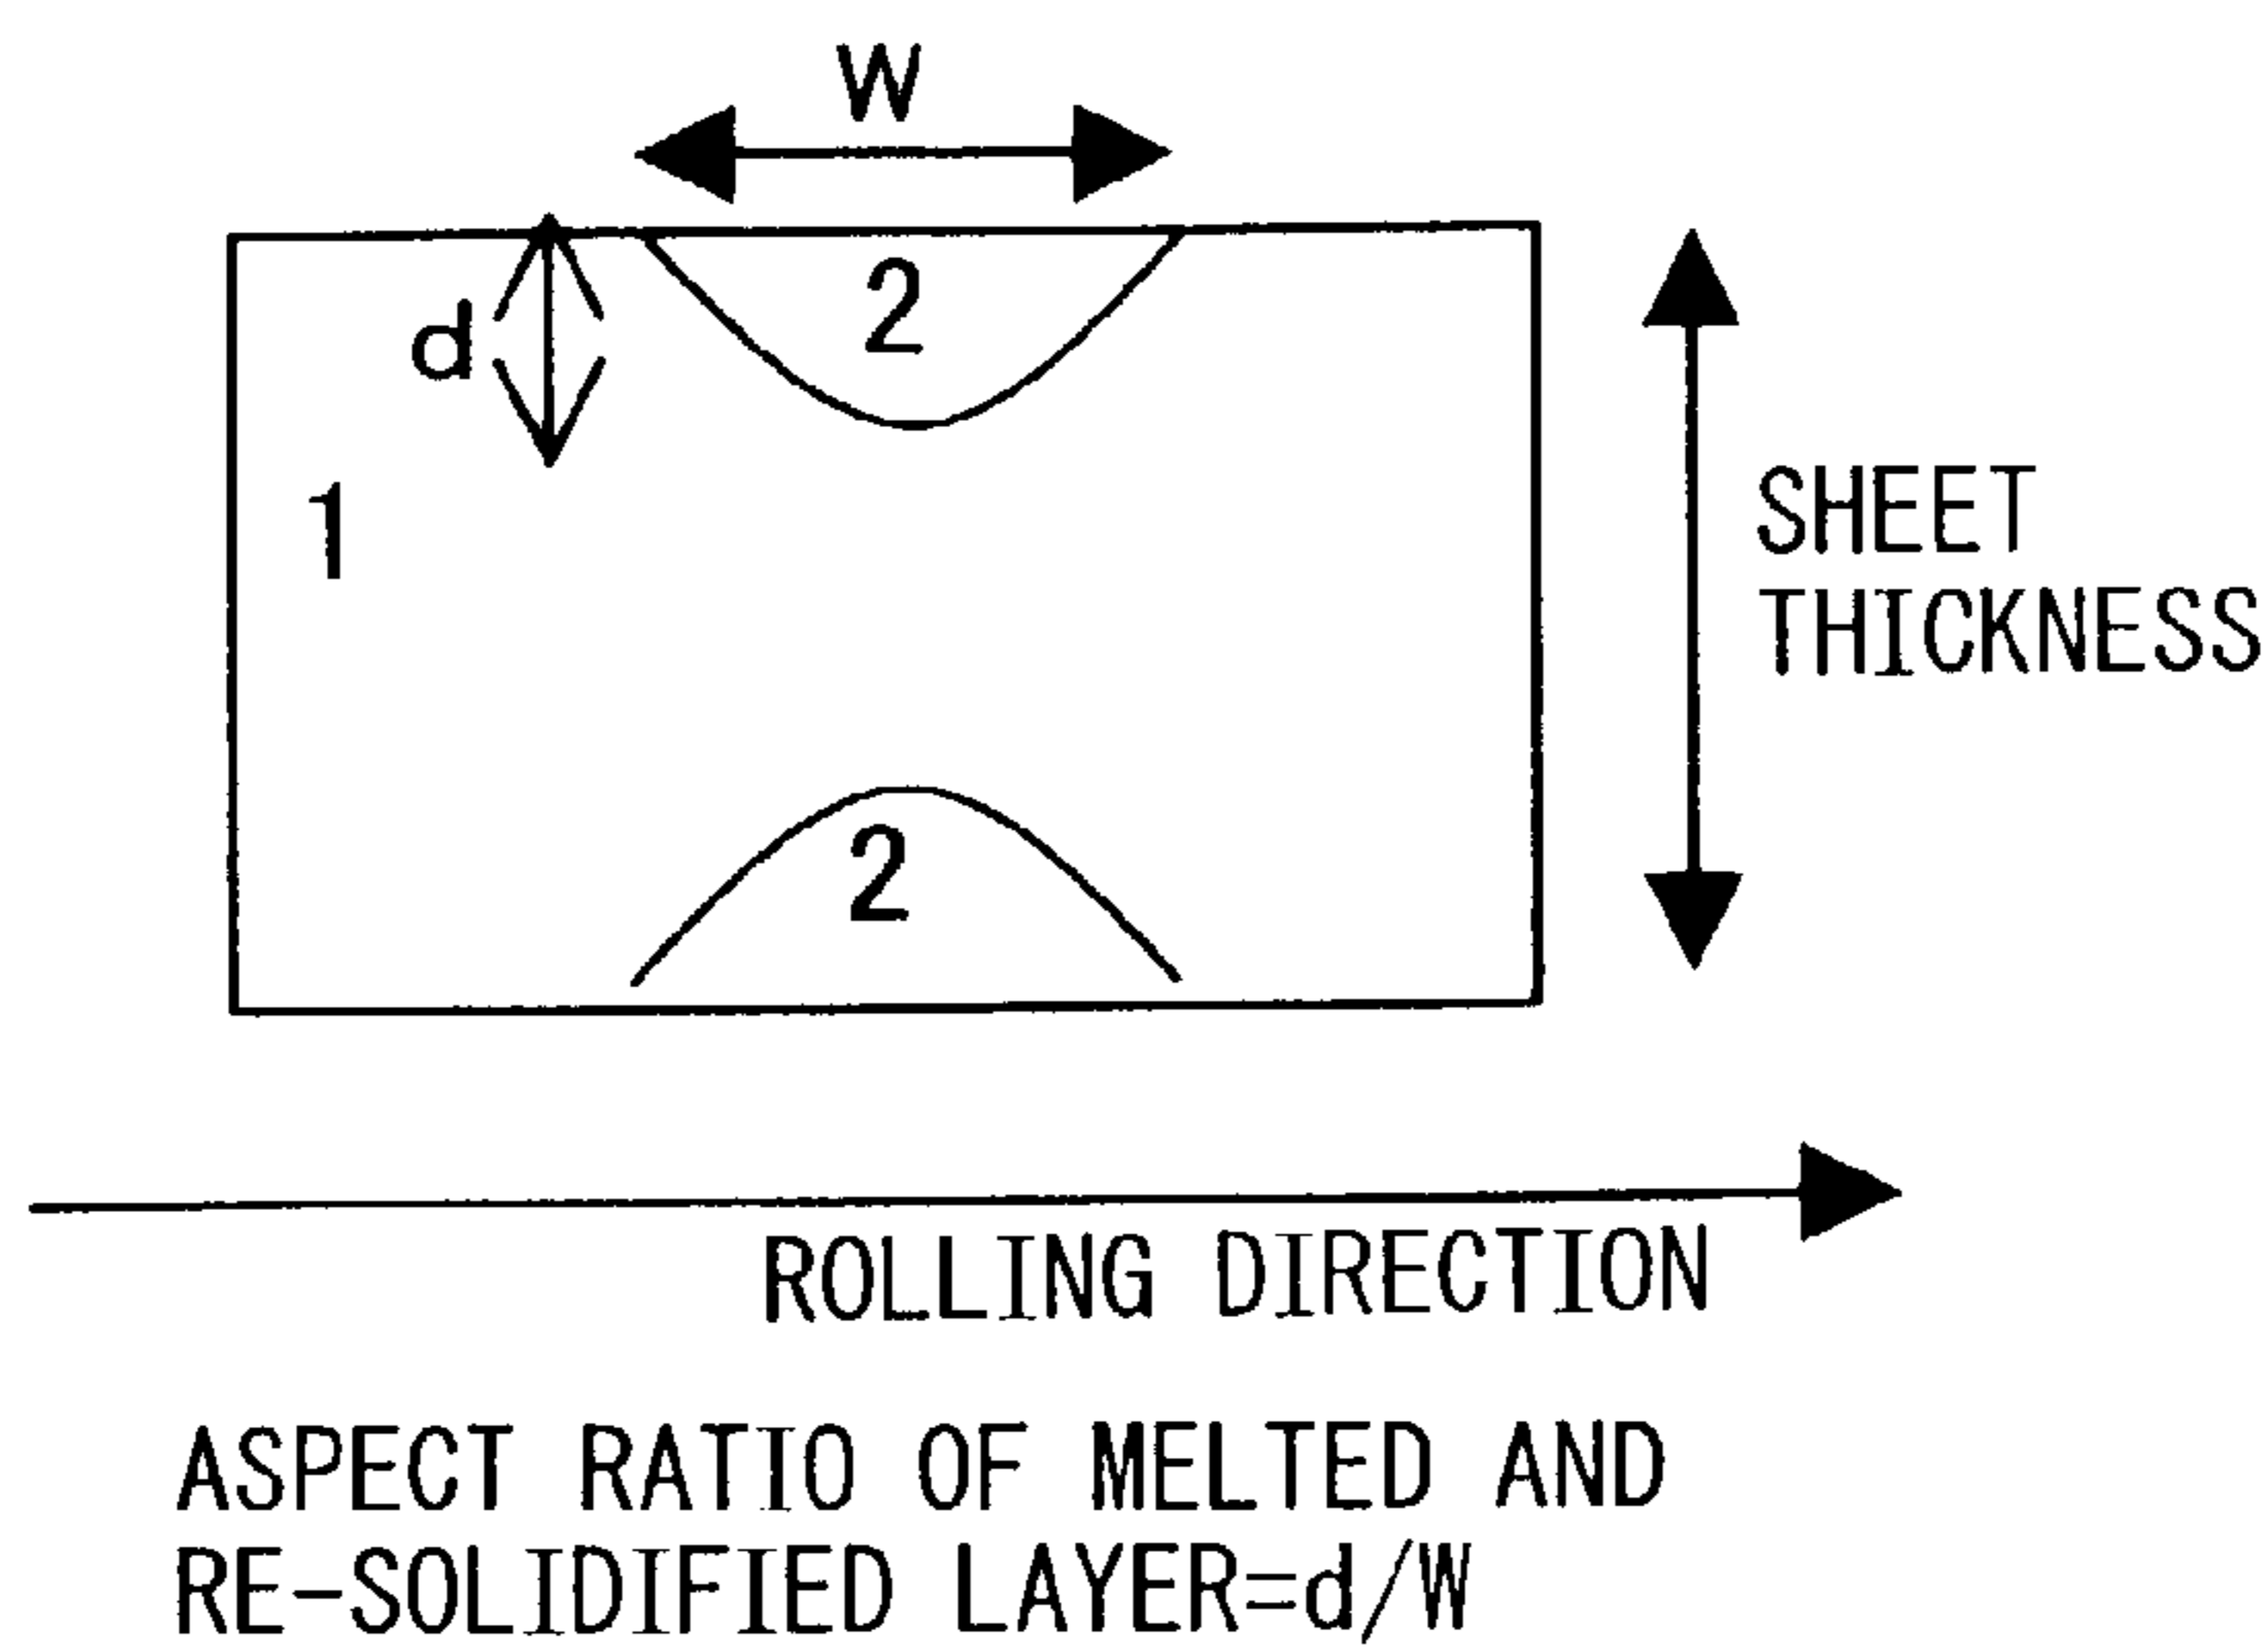 W
2
d
1
SHEET
THICKNESS
2
ROLLING DIRECTION
ASPECT RATIO OF MELTED AND
RE-SOLIDIFIED LAYER=d/W